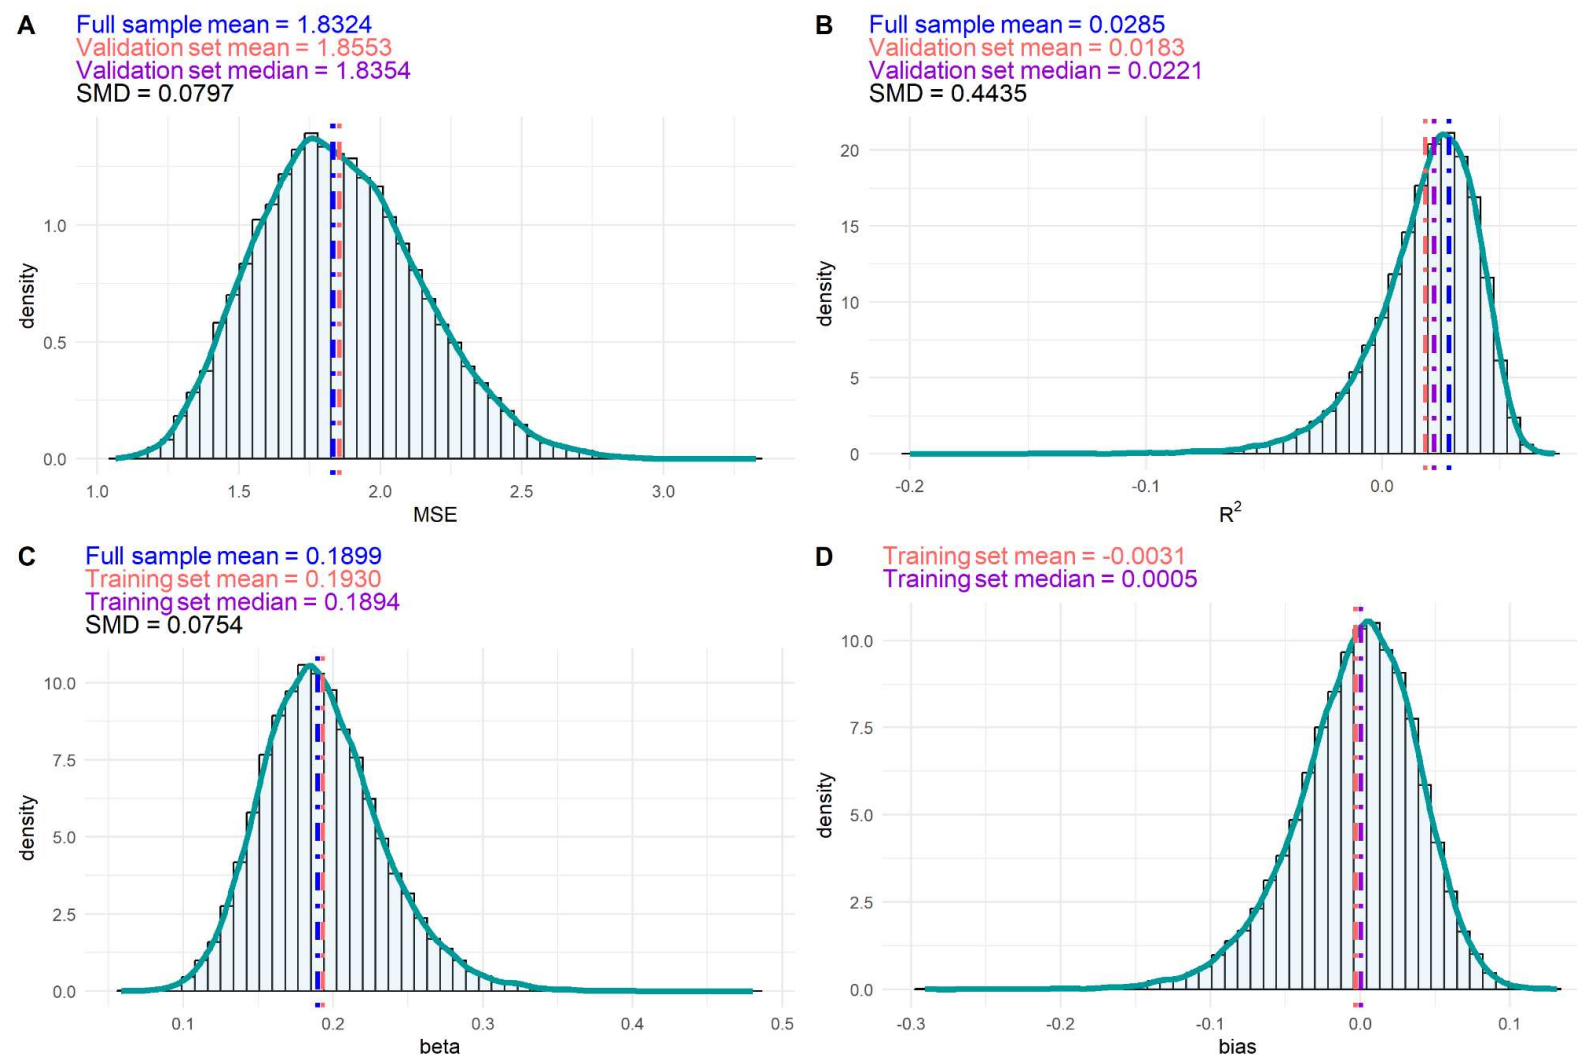 A
Full sample mean = 1.8324
Validation set mean = 1.8553
Validation set median = 1.8354
SMD = 0.0797
1.0
0.5
0.0
density
1.0 1.5 2.0 2.5 3.0
MSE
B
Full sample mean = 0.0285
Validation set mean = 0.0183
Validation set median = 0.0221
SMD = 0.4435
20
15
10
5
0
density
-0.2 -0.1 0.0
R²
C
Full sample mean = 0.1899
Training set mean = 0.1930
Training set median = 0.1894
SMD = 0.0754
10.0
7.5
5.0
2.5
0.0
density
0.1 0.2 0.3 0.4 0.5
beta
D
Training set mean = -0.0031
Training set median = 0.0005
10.0
7.5
5.0
2.5
0.0
density
-0.3 -0.2 -0.1 0.0 0.1
bias